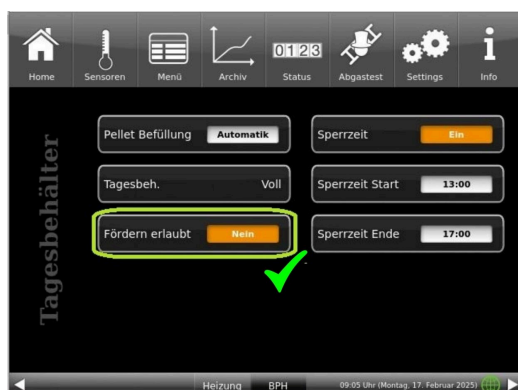 Home Sensoren Menü Archiv 0123 Status Abgastest Settings i Info
Tagesbehälter
Pellet Befüllung Automatik
Sperrzeit Ein
Tagesbeh. Voll
Sperrzeit Start 13:00
Fördern erlaubt Nein
Sperrzeit Ende 17:00
Heizung BPH 09:05 Uhr (Montag, 17. Februar 2025)